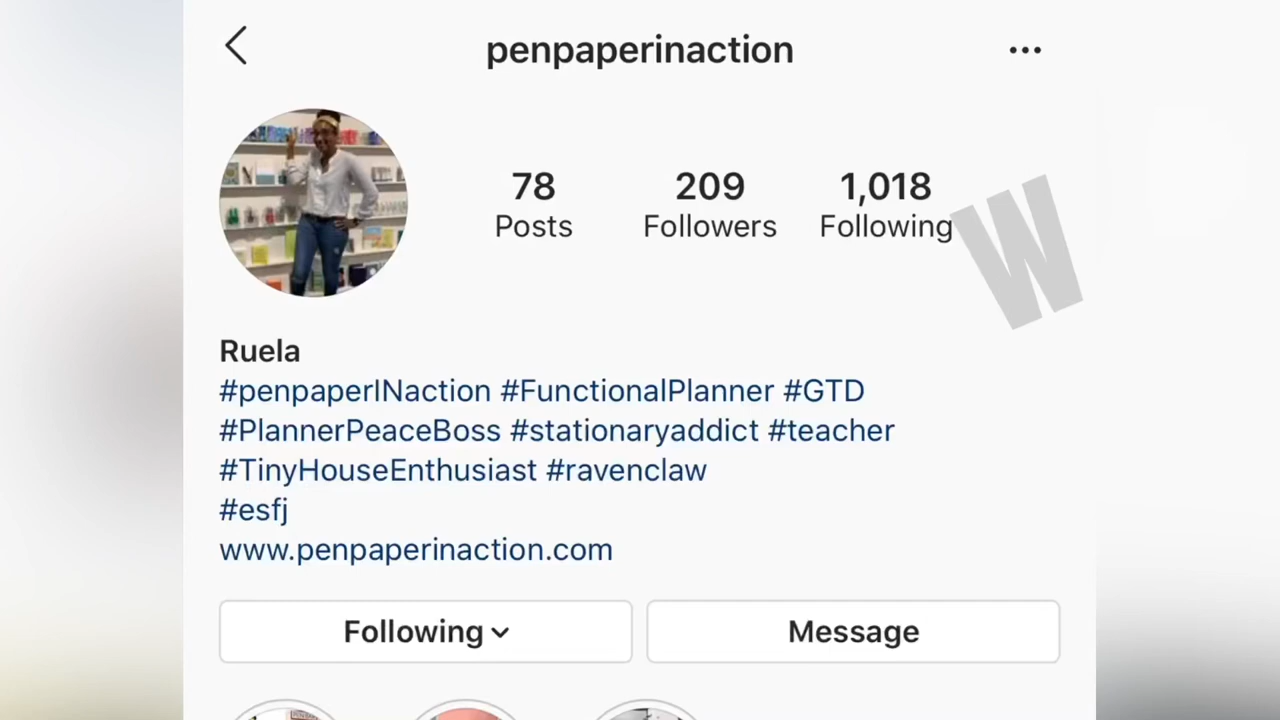 penpaperinaction
78 209 1,018
Posts Followers Following
W
Ruela
#penpaperINaction #FunctionalPlanner #GTD
#PlannerPeaceBoss #stationaryaddict #teacher
#TinyHouseEnthusiast #ravenclaw
#esfj
www.penpaperinaction.com
Following Message